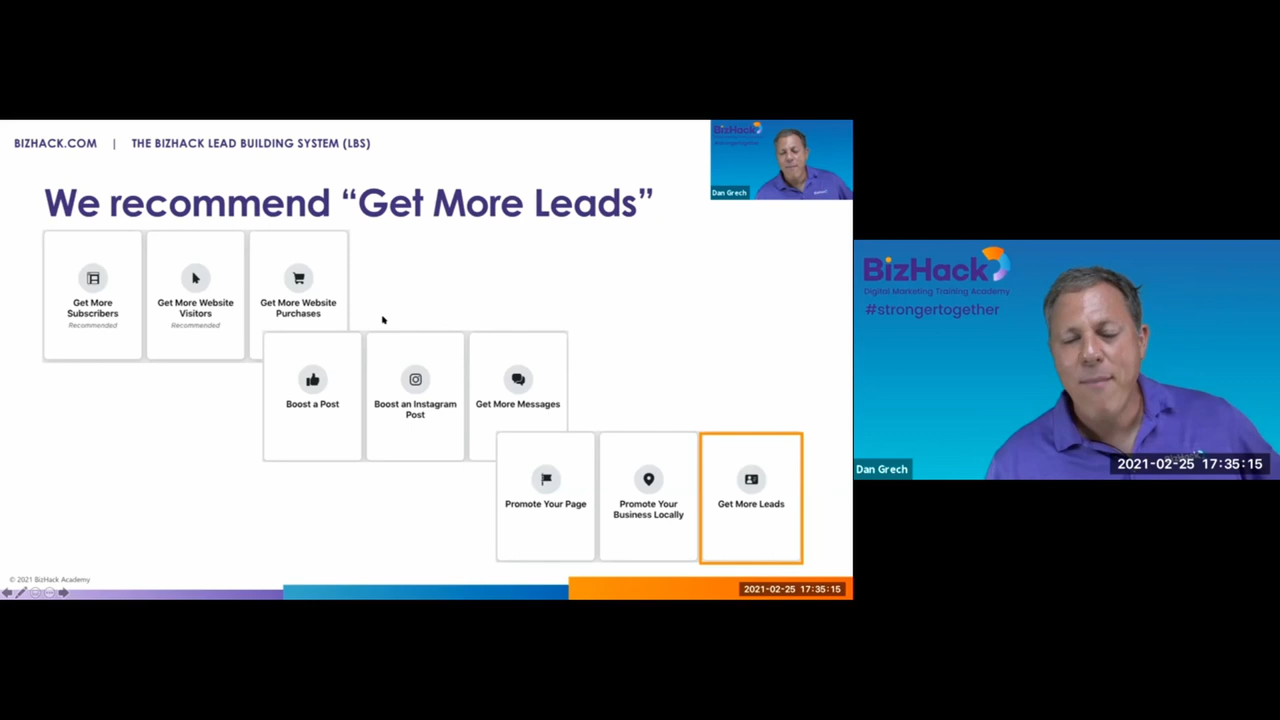 BIZHACK.COM | THE BIZHACK LEAD BUILDING SYSTEM (LBS)
We recommend “Get More Leads”
BizHack
#strongertogether
Dan Grech
Get More
Subscribers
Recommended
Get More Website
Visitors
Recommended
Get More Website
Purchases
Boost a Post
Boost an Instagram
Post
Get More Messages
Promote Your Page
Promote Your
Business Locally
Get More Leads
© 2021 BizHack Academy
2021-02-25 17:35:15
BizHack
Digital Marketing Training Academy
#strongertogether
Dan Grech
2021-02-25 17:35:15